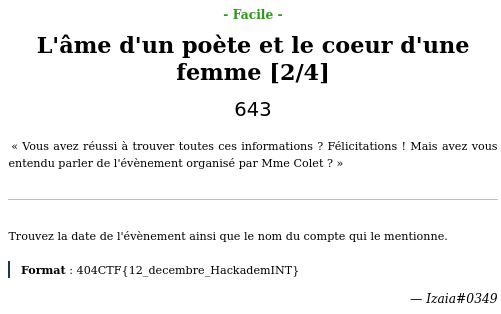 - Facile -
L'âme d'un poète et le coeur d'une
femme [2/4]
643
« Vous avez réussi à trouver toutes ces informations ? Félicitations ! Mais avez vous
entendu parler de l'évènement organisé par Mme Colet ? »
Trouvez la date de l'évènement ainsi que le nom du compte qui le mentionne.
Format : 404CTF{12_decembre_HackademINT}
— Izaia#0349